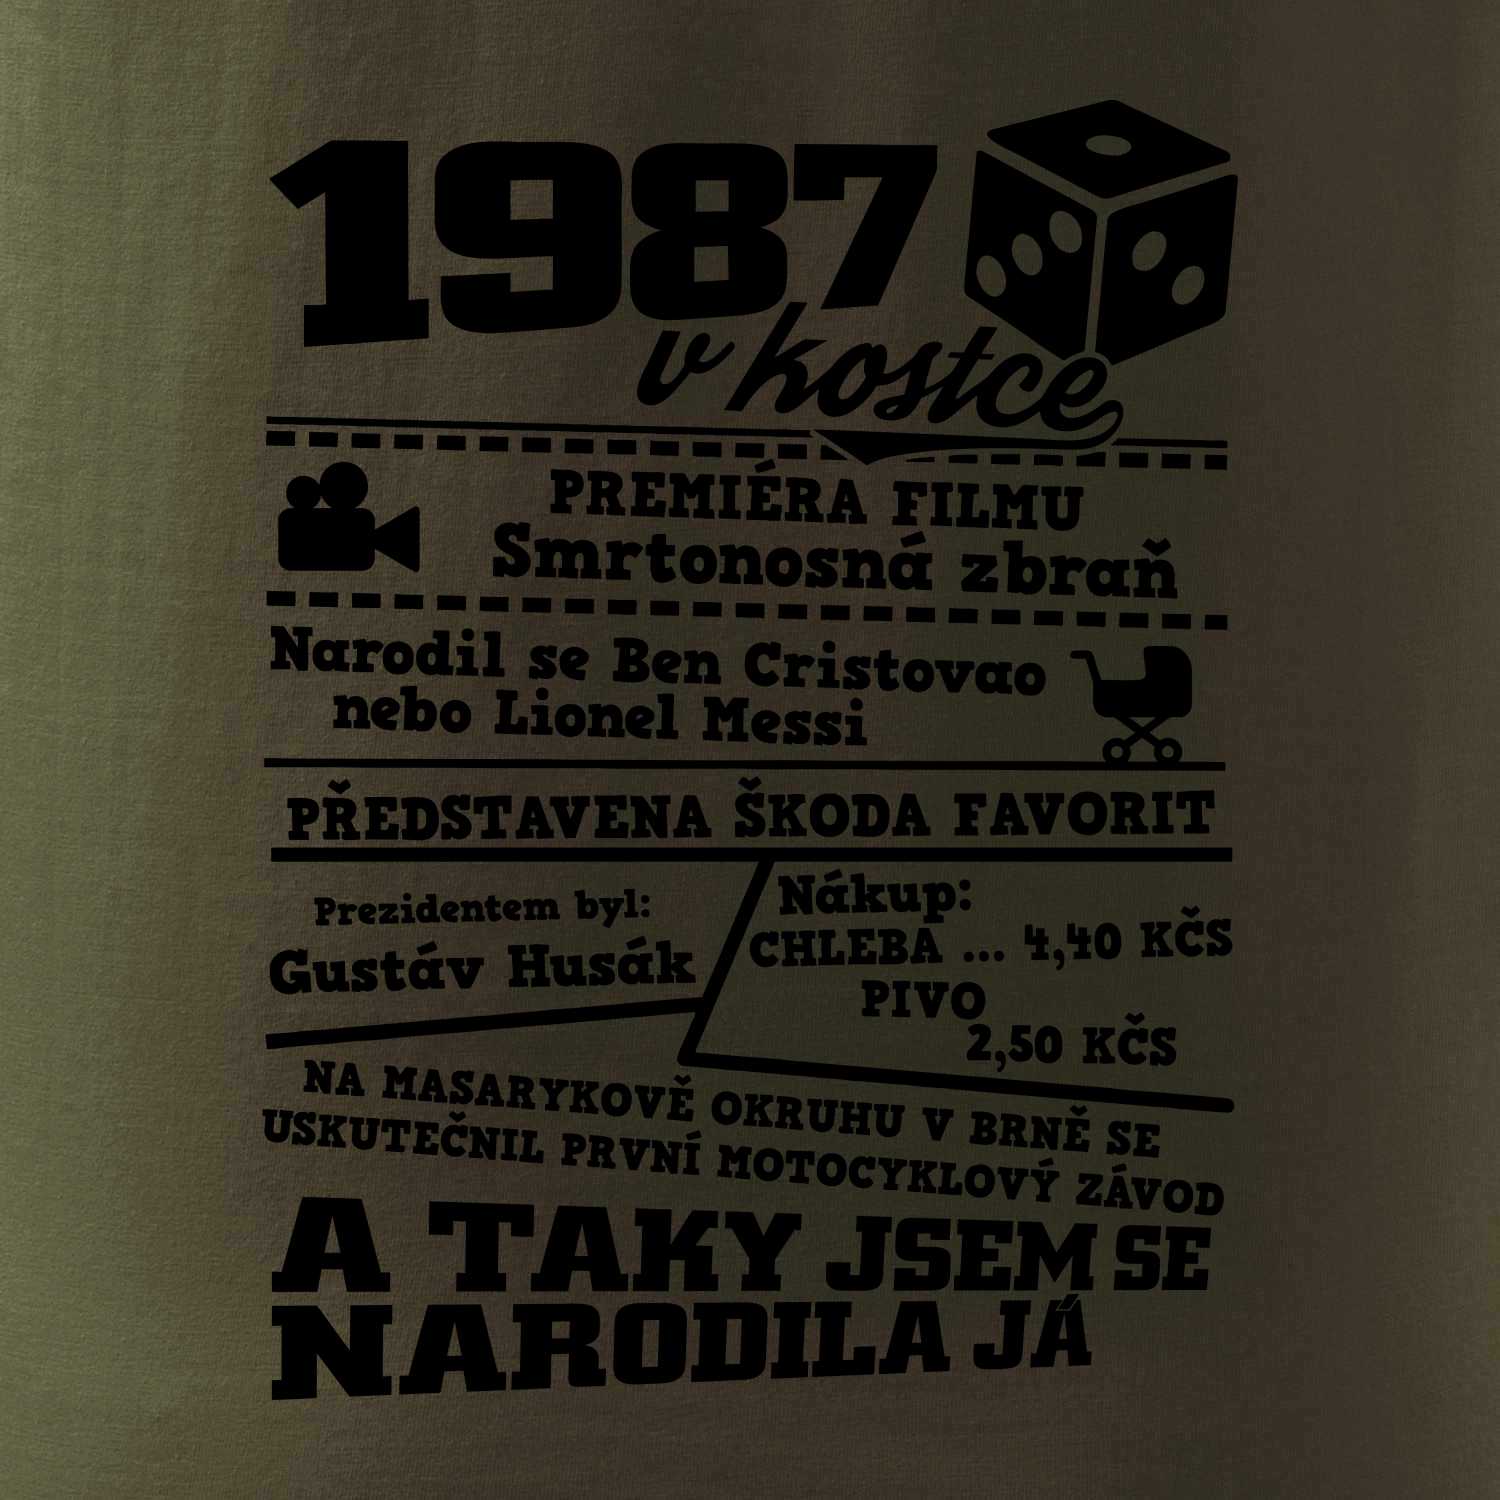 1987
v kostce
PREMIÉRA FILMU
Smrtonosná zbraň
Narodil se Ben Cristovao
nebo Lionel Messi
PŘEDSTAVENA ŠKODA FAVORIT
Prezidentem byl:
Gustáv Husák
Nákup:
CHLEBA ... 4,40 KČS
PIVO
2,50 KČS
NA MASARYKOVĚ OKRUHU V BRNĚ SE
USKUTEČNIL PRVNÍ MOTOCYKLOVÝ ZÁVOD
A TAKY JSEM SE
NARODILA JÁ